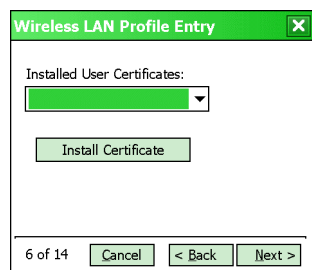 Wireless LAN Profile Entry
Installed User Certificates:
Install Certificate
6 of 14 Cancel < Back Next >